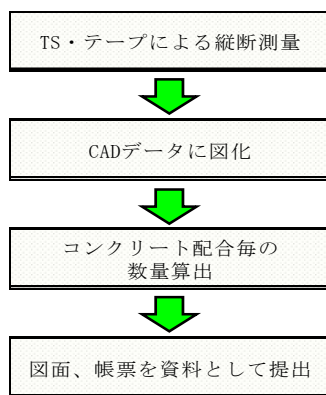 TS・テープによる縦断測量
CADデータに図化
コンクリート配合毎の
数量算出
図面、帳票を資料として提出